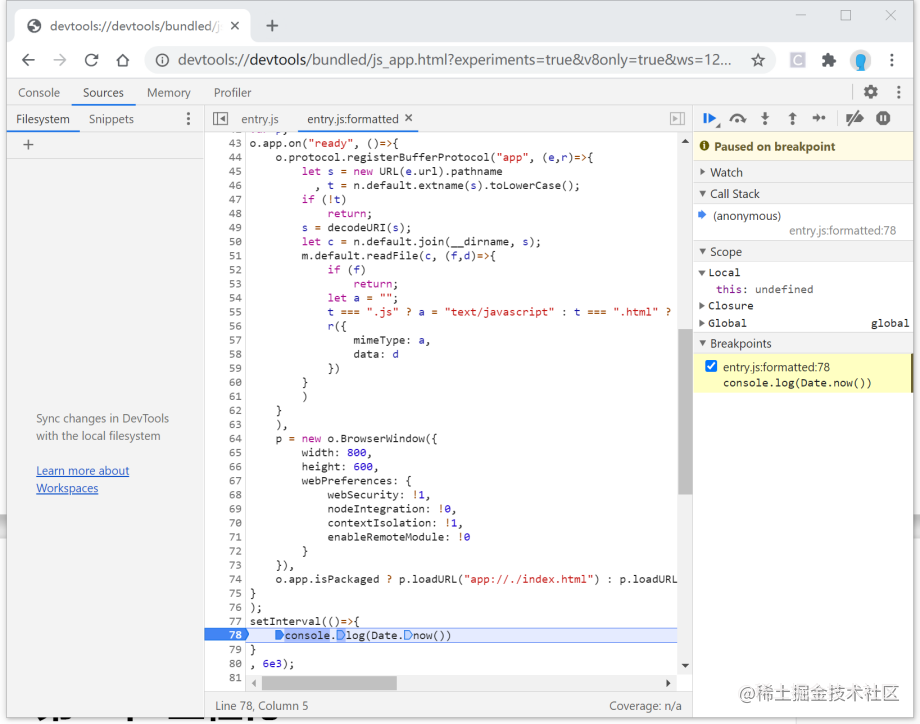 devtools://devtools/bundled/js
devtools://devtools/bundled/js_app.html?experiments=true&v8only=true&ws=12...
Console Sources Memory Profiler
Filesystem Snippets
entry.js entry.js:formatted
43 o.app.on("ready", ()=>{
44 o.protocol.registerBufferProtocol("app", (e,r)=>{
45 let s = new URL(e.url).pathname
46 , t = n.default.extname(s).toLowerCase();
47 if (!t)
48 return;
49 s = decodeURI(s);
50 let c = n.default.join(__dirname, s);
51 m.default.readFile(c, (f,d)=>{
52 if (f)
53 return;
54 let a = "";
55 t === ".js" ? a = "text/javascript" : t === ".html" ?
56 r({
57 mimeType: a,
58 data: d
59 })
60 }
61 )
62 }
63 ),
64 p = new o.BrowserWindow({
65 width: 800,
66 height: 600,
67 webPreferences: {
68 webSecurity: !1,
69 nodeIntegration: !0,
70 contextIsolation: !1,
71 enableRemoteModule: !0
72 }
73 }),
74 o.app.isPackaged ? p.loadURL("app://./index.html") : p.loadURL
75 }
76 );
77 setInterval(()=>{
78 console.log(Date.now())
79 }
80 , 6e3);
81
Line 78, Column 5 Coverage: n/a
Sync changes in DevTools
with the local filesystem
Learn more about
Workspaces
Paused on breakpoint
Watch
Call Stack
(anonymous)
entry.js:formatted:78
Scope
Local
this: undefined
Closure
Global global
Breakpoints
entry.js:formatted:78
console.log(Date.now())
@稀土掘金技术社区